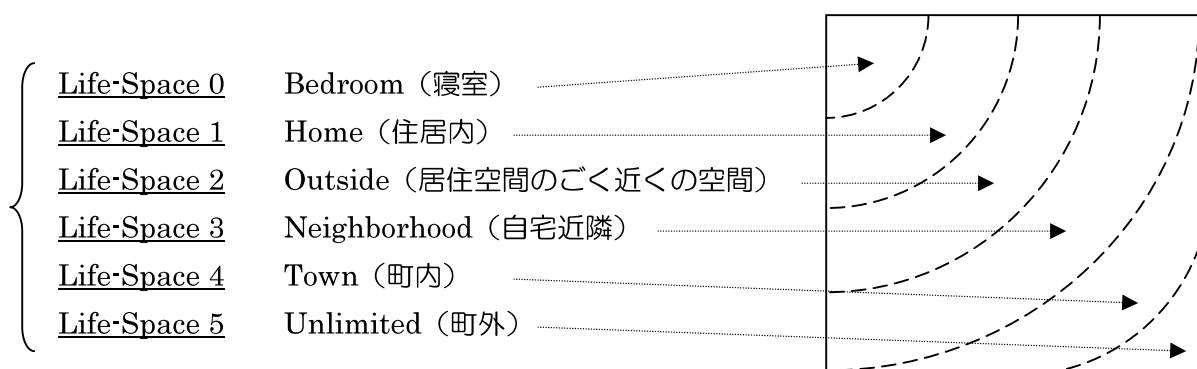 Life-Space 0 Bedroom（寝室）
Life-Space 1 Home（住居内）
Life-Space 2 Outside（居住空間のごく近くの空間）
Life-Space 3 Neighborhood（自宅近隣）
Life-Space 4 Town（町内）
Life-Space 5 Unlimited（町外）